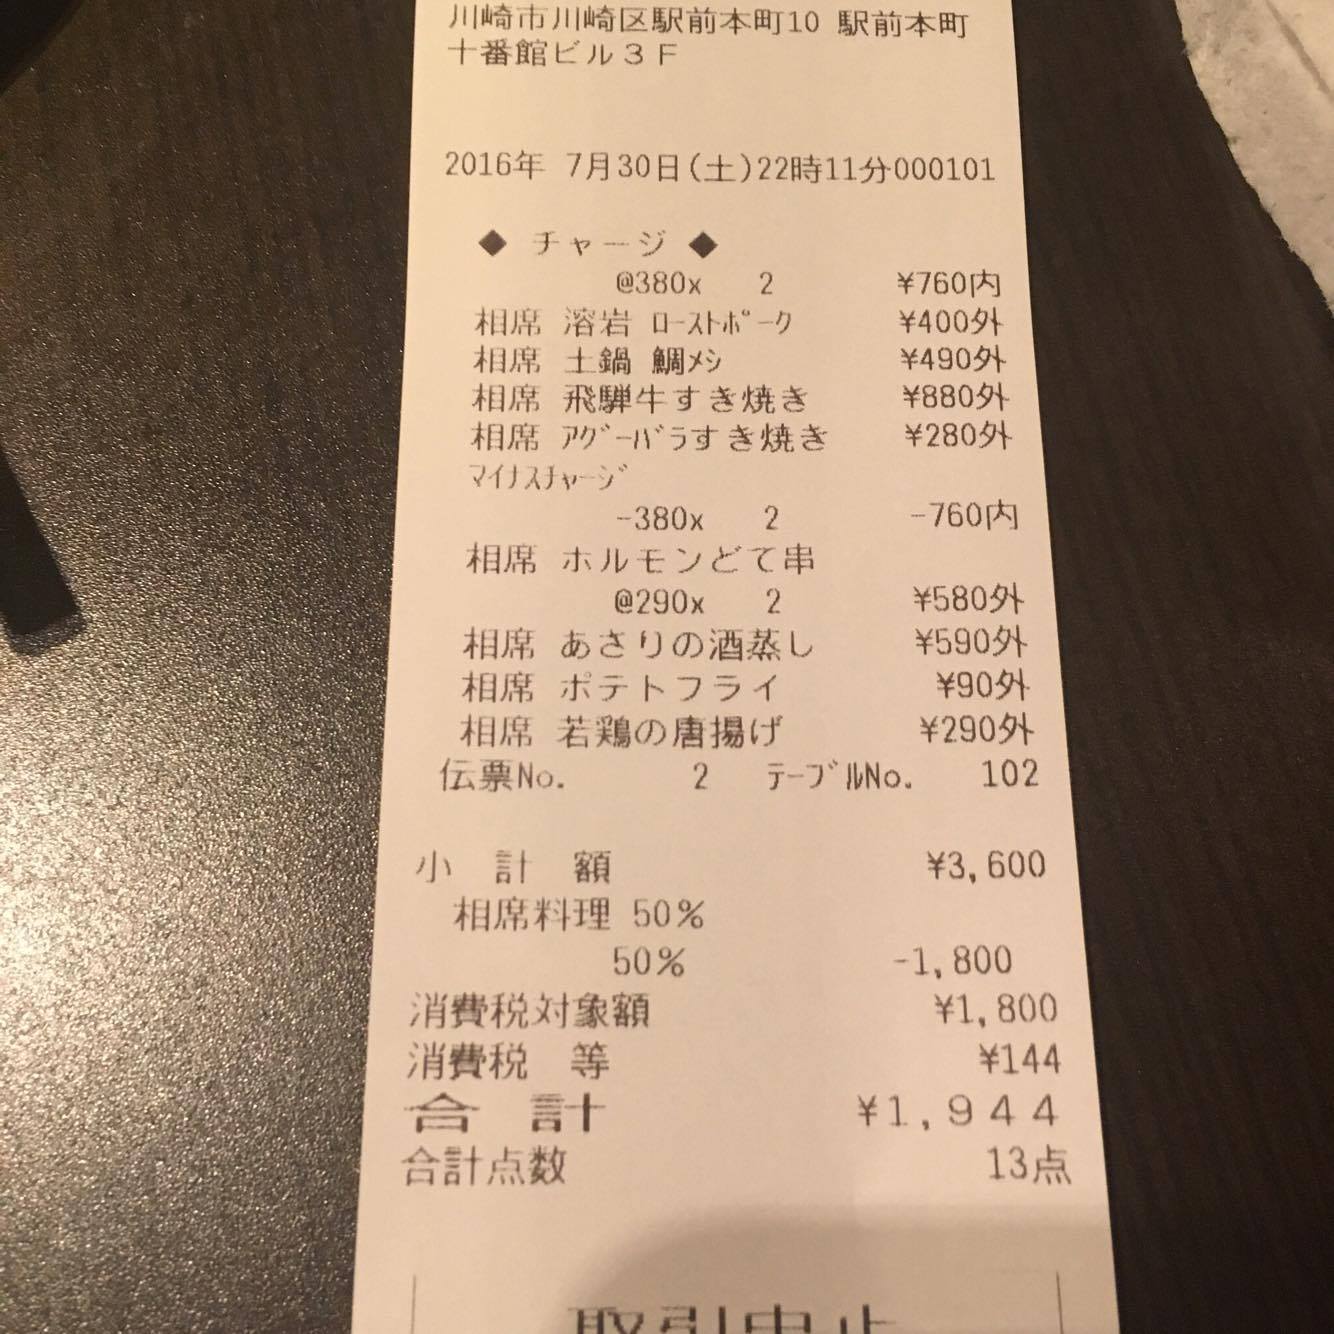 川崎市川崎区駅前本町10 駅前本町
十番館ビル３Ｆ
2016年 7月30日(土)22時11分000101
◆ チャージ ◆
@380x 2 ¥760内
相席 溶岩 ﾛｰｽﾄﾎﾟｰｸ ¥400外
相席 土鍋 鯛ﾒｼ ¥490外
相席 飛騨牛すき焼き ¥880外
相席 ｱｸﾞｰﾊﾞﾗすき焼き ¥280外
ﾏｲﾅｽﾁｬｰｼﾞ
-380x 2 -760内
相席 ホルモンどて串
@290x 2 ¥580外
相席 あさりの酒蒸し ¥590外
相席 ポテトフライ ¥90外
相席 若鶏の唐揚げ ¥290外
伝票No. 2 ﾃｰﾌﾞﾙNo. 102
小 計 額 ¥3,600
相席料理 50%
50% -1,800
消費税対象額 ¥1,800
消費税 等 ¥144
合 計 ¥1,944
合計点数 13点
取引中止